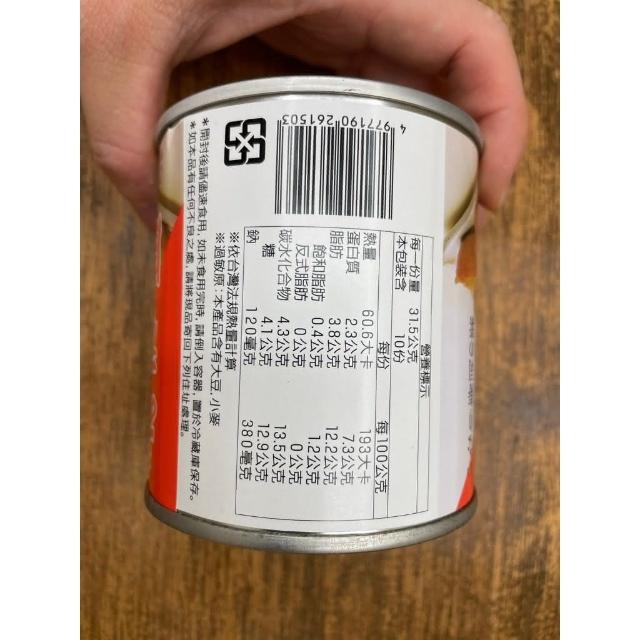 營養標示
每一份量 31.5公克
本包裝含 10份
每份 每100公克
熱量 60.6大卡 193大卡
蛋白質 2.3公克 7.3公克
脂肪 3.8公克 12.2公克
飽和脂肪 0.4公克 1.2公克
反式脂肪 0公克 0公克
碳水化合物 4.3公克 13.5公克
糖 4.1公克 12.9公克
鈉 120毫克 380毫克
※依台灣法規熱量計算
※過敏原:本產品含有大豆,小麥
*開封後請儘速食用,如未食用完時,請倒入容器,置於冷藏庫保存。
*如本品有任何不良之處,請將現品寄回下列住址處理。
4 977190 261503